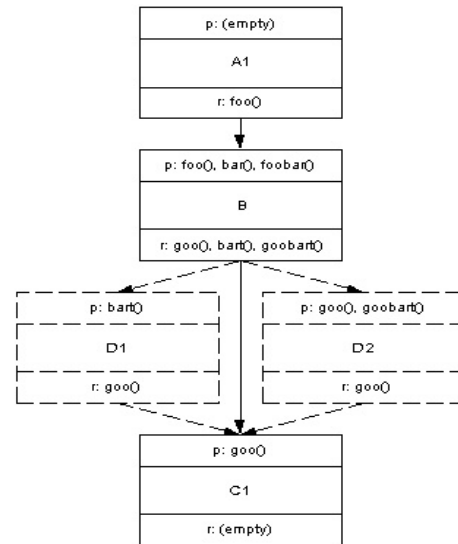 p: (empty)
A1
r: foo()
p: foo(), bar(), foobar()
B
r: goo(), bart(), goobart()
p: bart()
D1
r: goo()
p: goo(), goobart()
D2
r: goo()
p: goo()
C1
r: (empty)